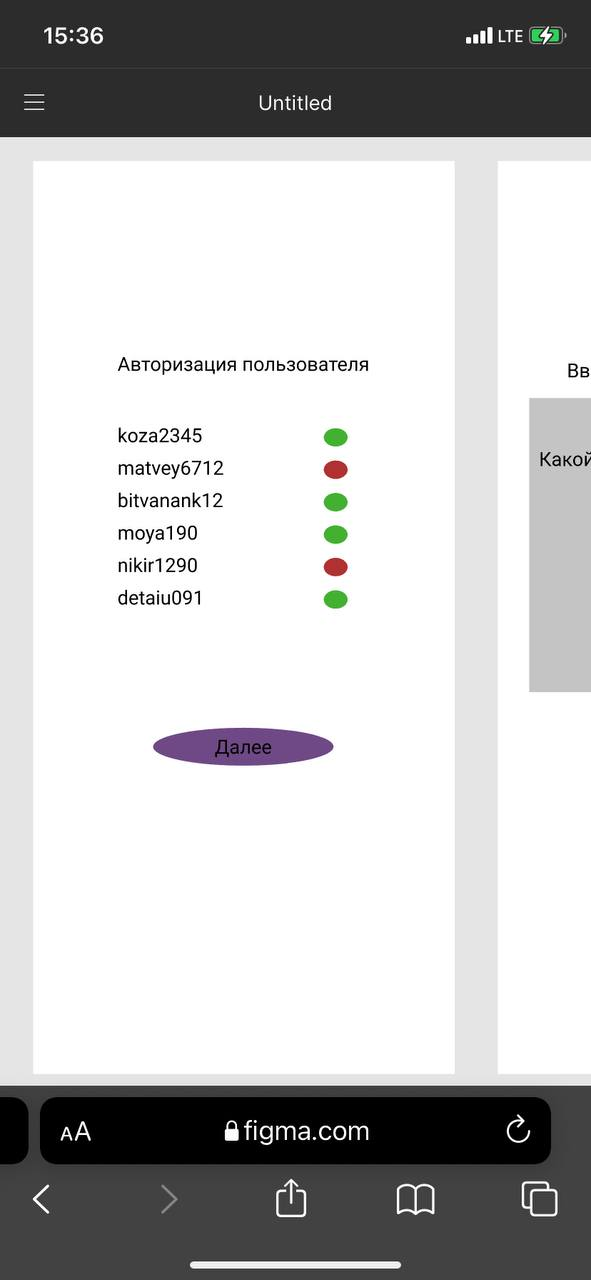 15:36
LTE
Untitled
Авторизация пользователя
koza2345
matvey6712
bitvanank12
moya190
nikir1290
detaiu091
Далее
Вв
Какой
AA
figma.com